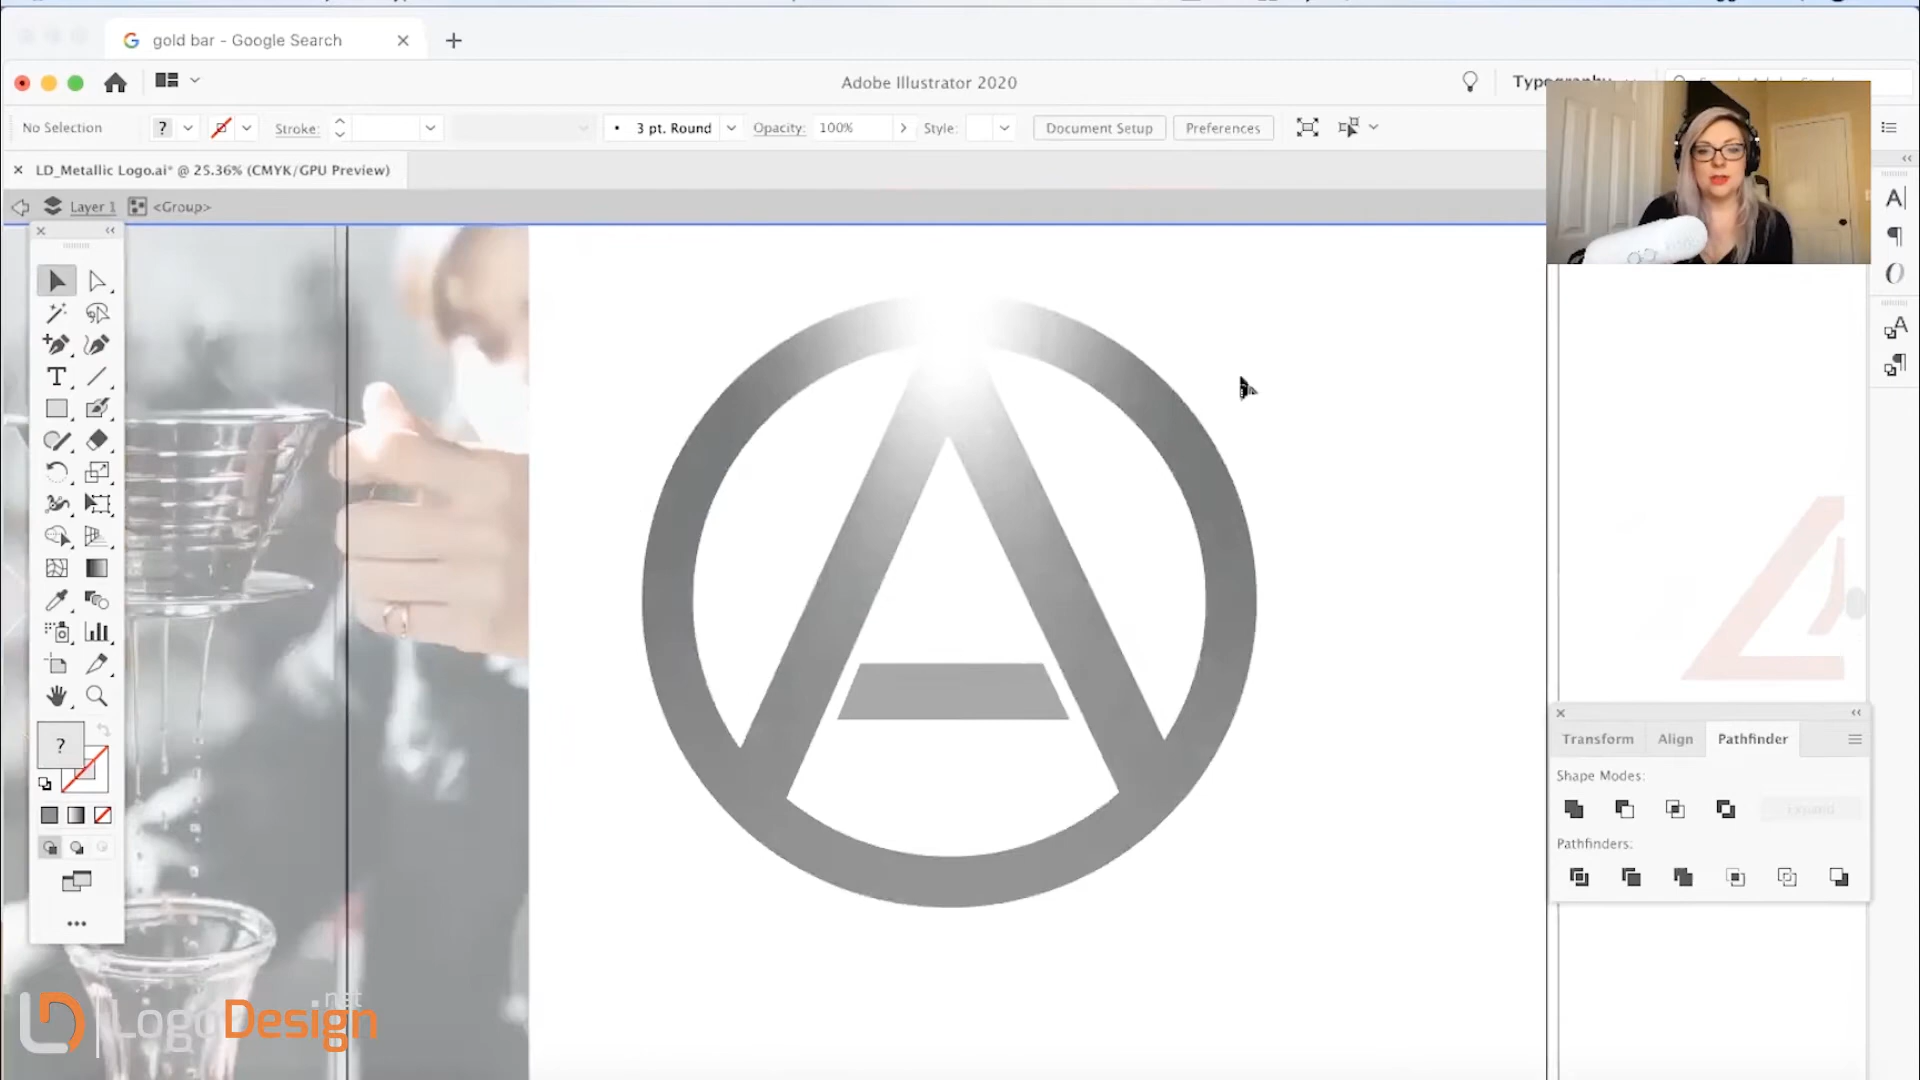 gold bar - Google Search
Adobe Illustrator 2020
Typography
No Selection
?
Stroke:
3 pt. Round
Opacity:
100%
Style:
Document Setup
Preferences
LD_Metallic Logo.ai* @ 25.36% (CMYK/GPU Preview)
Layer 1
<Group>
?
Transform
Align
Pathfinder
Shape Modes:
Expand
Pathfinders:
LogoDesign
net